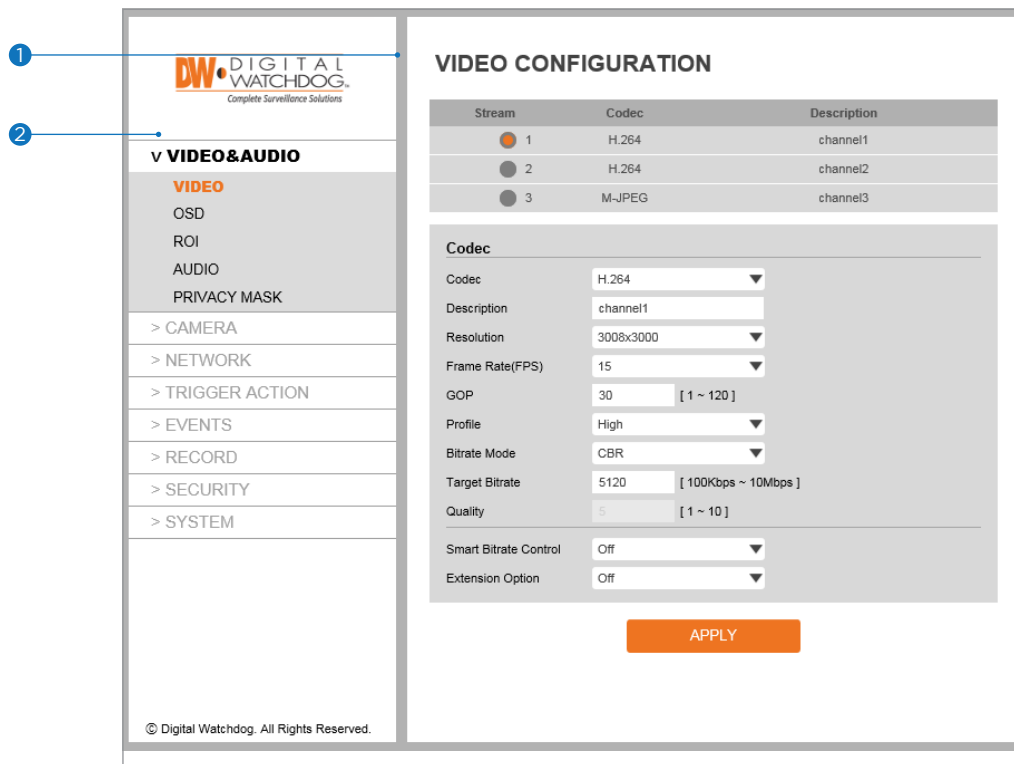 1
2
DW DIGITAL
WATCHDOG™
Complete Surveillance Solutions
V VIDEO&AUDIO
VIDEO
OSD
ROI
AUDIO
PRIVACY MASK
> CAMERA
> NETWORK
> TRIGGER ACTION
> EVENTS
> RECORD
> SECURITY
> SYSTEM
© Digital Watchdog. All Rights Reserved.
VIDEO CONFIGURATION
Stream Codec Description
1 H.264 channel1
2 H.264 channel2
3 M-JPEG channel3
Codec
Codec H.264
Description channel1
Resolution 3008x3000
Frame Rate(FPS) 15
GOP 30 [ 1 ~ 120 ]
Profile High
Bitrate Mode CBR
Target Bitrate 5120 [ 100Kbps ~ 10Mbps ]
Quality 5 [ 1 ~ 10 ]
Smart Bitrate Control Off
Extension Option Off
APPLY